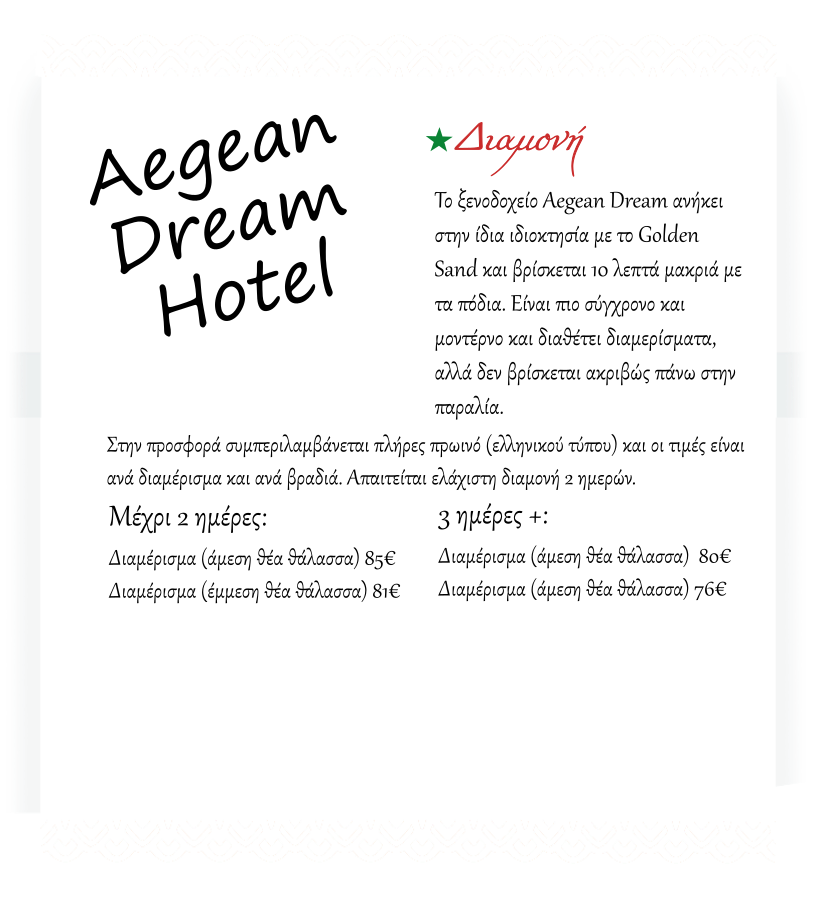 Aegean
Dream
Hotel
★Διαμονή
Το ξενοδοχείο Aegean Dream ανήκει
στην ίδια ιδιοκτησία με το Golden
Sand και βρίσκεται 10 λεπτά μακριά με
τα πόδια. Είναι πιο σύγχρονο και
μοντέρνο και διαθέτει διαμερίσματα,
αλλά δεν βρίσκεται ακριβώς πάνω στην
παραλία.
Στην προσφορά συμπεριλαμβάνεται πλήρες πρωινό (ελληνικού τύπου) και οι τιμές είναι
ανά διαμέρισμα και ανά βραδιά. Απαιτείται ελάχιστη διαμονή 2 ημερών.
Μέχρι 2 ημέρες:
Διαμέρισμα (άμεση θέα θάλασσα) 85€
Διαμέρισμα (έμμεση θέα θάλασσα) 81€
3 ημέρες +:
Διαμέρισμα (άμεση θέα θάλασσα) 80€
Διαμέρισμα (άμεση θέα θάλασσα) 76€